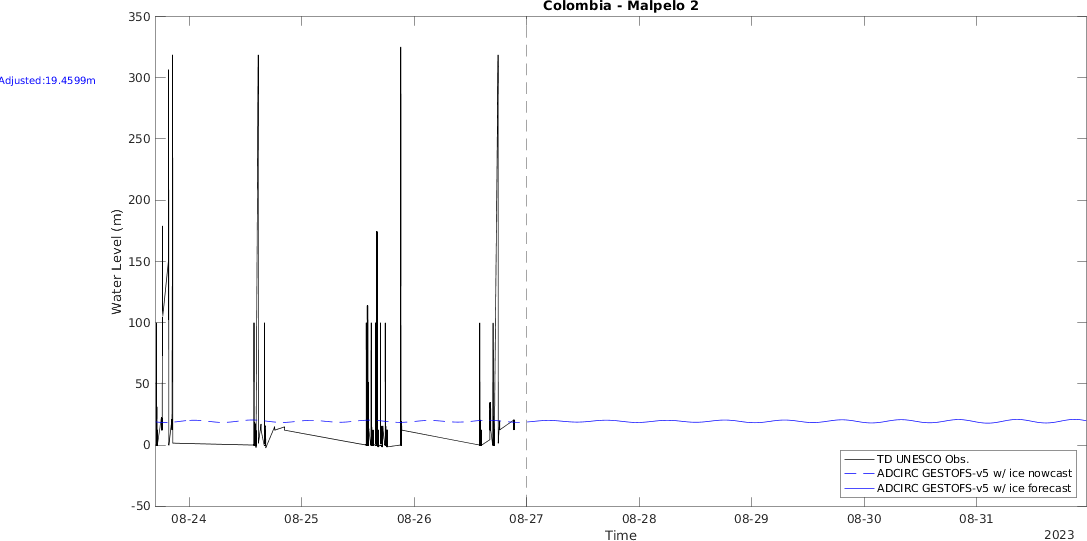 Colombia - Malpelo 2
Adjusted:19.4599m
Water Level (m)
350
300
250
200
150
100
50
0
-50
08-24
08-25
08-26
08-27
08-28
08-29
08-30
08-31
Time
2023
TD UNESCO Obs.
ADCIRC GESTOFS-v5 w/ ice nowcast
ADCIRC GESTOFS-v5 w/ ice forecast